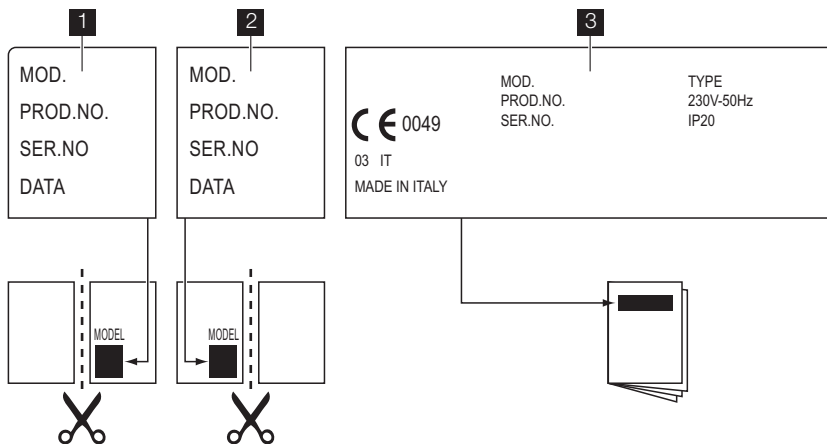 1
MOD.
PROD.NO.
SER.NO
DATA
2
MOD.
PROD.NO.
SER.NO
DATA
3
CE 0049
03 IT
MADE IN ITALY
MOD.
PROD.NO.
SER.NO.
TYPE
230V-50Hz
IP20
MODEL
MODEL